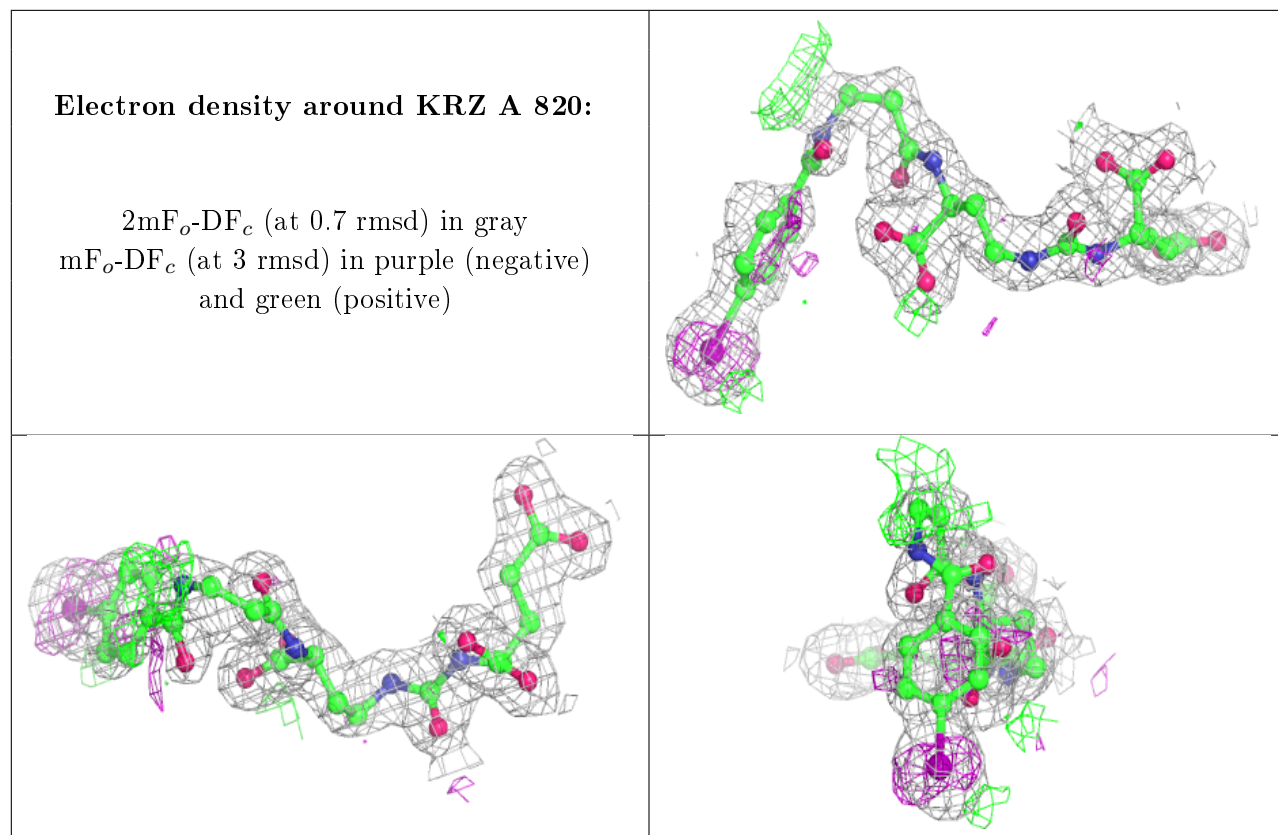 Electron density around KRZ A 820:
2mFₒ-DF𝑐 (at 0.7 rmsd) in gray
mFₒ-DF𝑐 (at 3 rmsd) in purple (negative)
and green (positive)